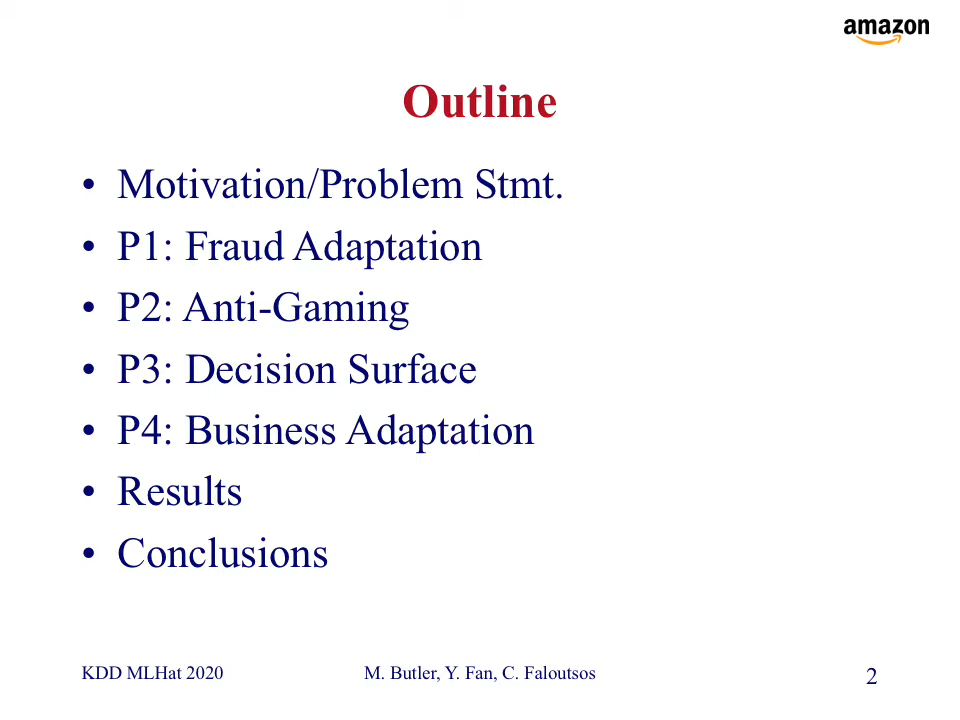 amazon
Outline
• Motivation/Problem Stmt.
• P1: Fraud Adaptation
• P2: Anti-Gaming
• P3: Decision Surface
• P4: Business Adaptation
• Results
• Conclusions
KDD MLHat 2020
M. Butler, Y. Fan, C. Faloutsos
2